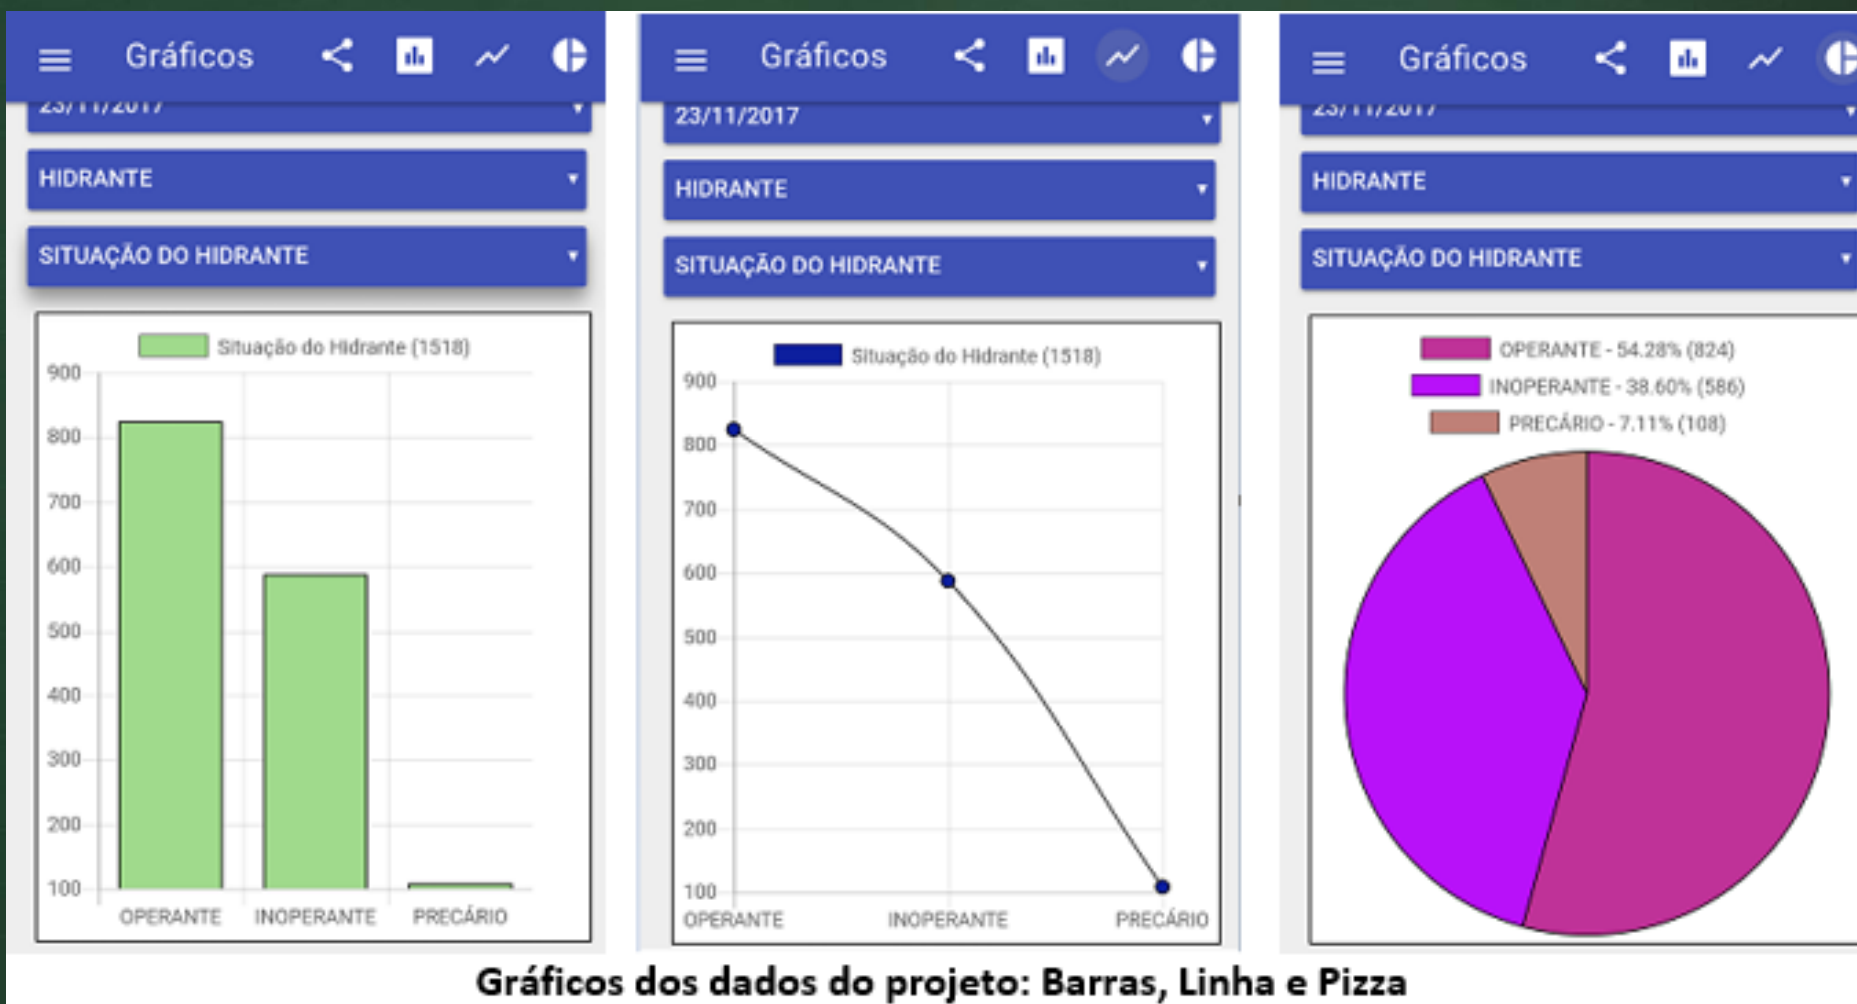 Gráficos
23/11/2017
HIDRANTE
SITUAÇÃO DO HIDRANTE
Situação do Hidrante (1518)
900
800
700
600
500
400
300
200
100
OPERANTE INOPERANTE PRECÁRIO
Gráficos
23/11/2017
HIDRANTE
SITUAÇÃO DO HIDRANTE
Situação do Hidrante (1518)
900
800
700
600
500
400
300
200
100
OPERANTE INOPERANTE PRECÁRIO
Gráficos
23/11/2017
HIDRANTE
SITUAÇÃO DO HIDRANTE
OPERANTE - 54.28% (824)
INOPERANTE - 38.60% (586)
PRECÁRIO - 7.11% (108)
Gráficos dos dados do projeto: Barras, Linha e Pizza